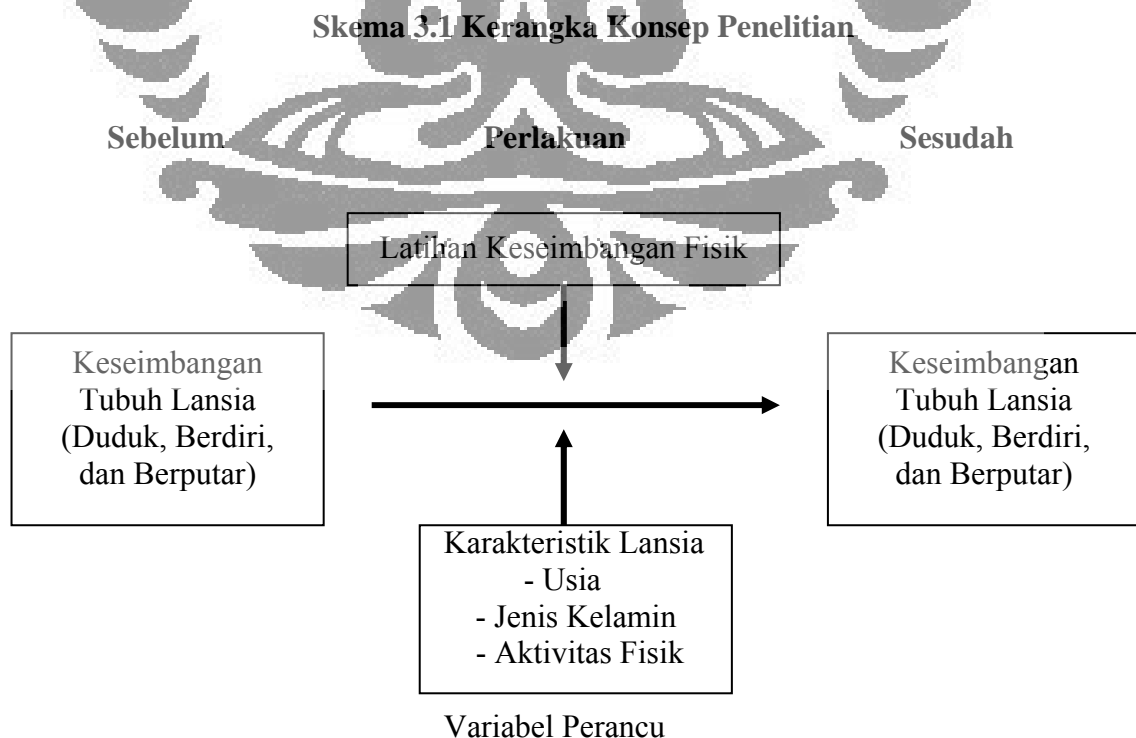 Skema 3.1 Kerangka Konsep Penelitian
Sebelum Perlakuan Sesudah
Latihan Keseimbangan Fisik
Keseimbangan
Tubuh Lansia
(Duduk, Berdiri,
dan Berputar)
Keseimbangan
Tubuh Lansia
(Duduk, Berdiri,
dan Berputar)
Karakteristik Lansia
- Usia
- Jenis Kelamin
- Aktivitas Fisik
Variabel Perancu